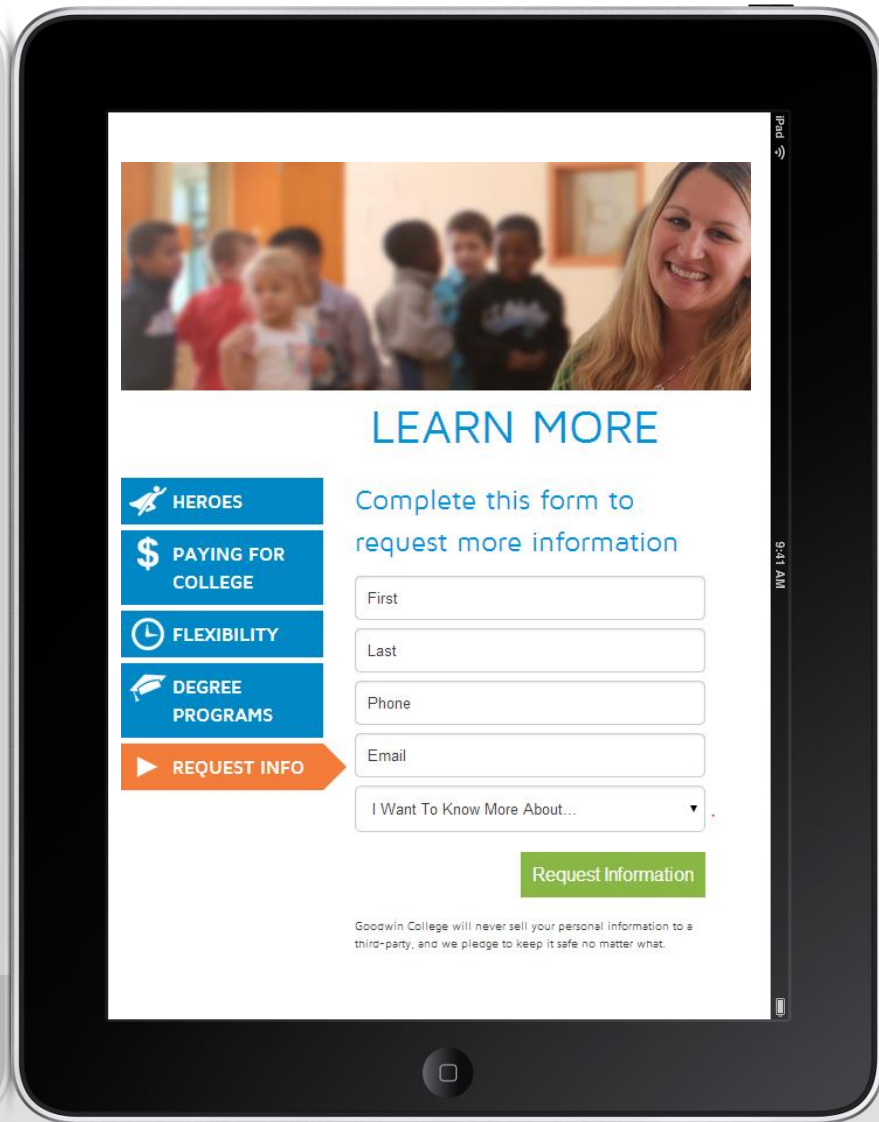 iPad
9:41 AM
LEARN MORE
HEROES
PAYING FOR
COLLEGE
FLEXIBILITY
DEGREE
PROGRAMS
REQUEST INFO
Complete this form to
request more information
First
Last
Phone
Email
I Want To Know More About...
Request Information
Goodwin College will never sell your personal information to a
third-party, and we pledge to keep it safe no matter what.